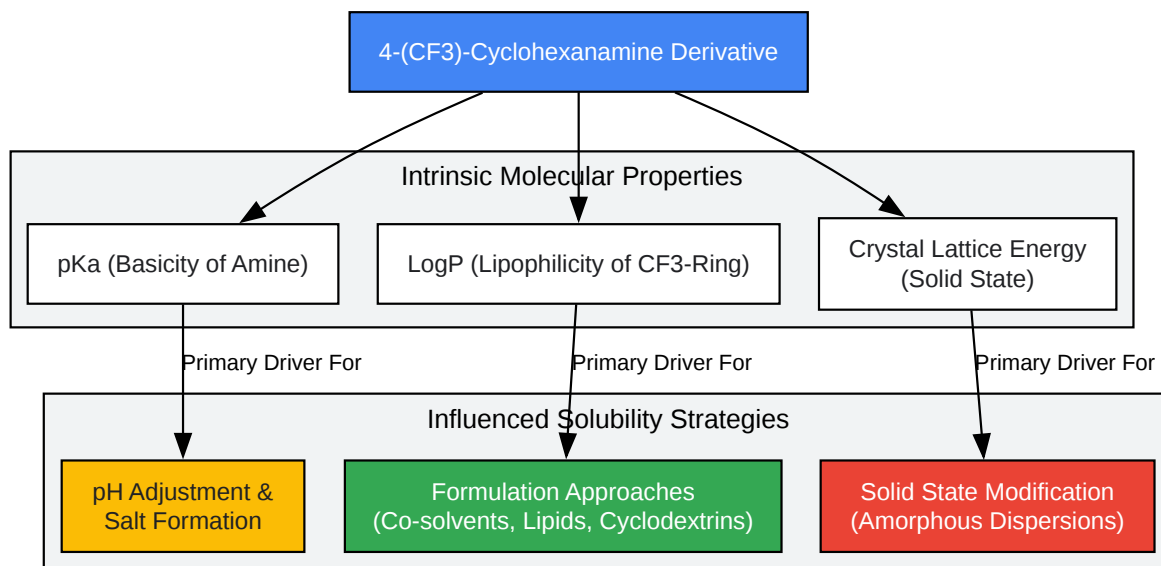 4-(CF3)-Cyclohexanamine Derivative
Intrinsic Molecular Properties
pKa (Basicity of Amine)
LogP (Lipophilicity of CF3-Ring)
Crystal Lattice Energy
(Solid State)
Primary Driver For
Primary Driver For
Primary Driver For
Influenced Solubility Strategies
pH Adjustment &
Salt Formation
Formulation Approaches
(Co-solvents, Lipids, Cyclodextrins)
Solid State Modification
(Amorphous Dispersions)